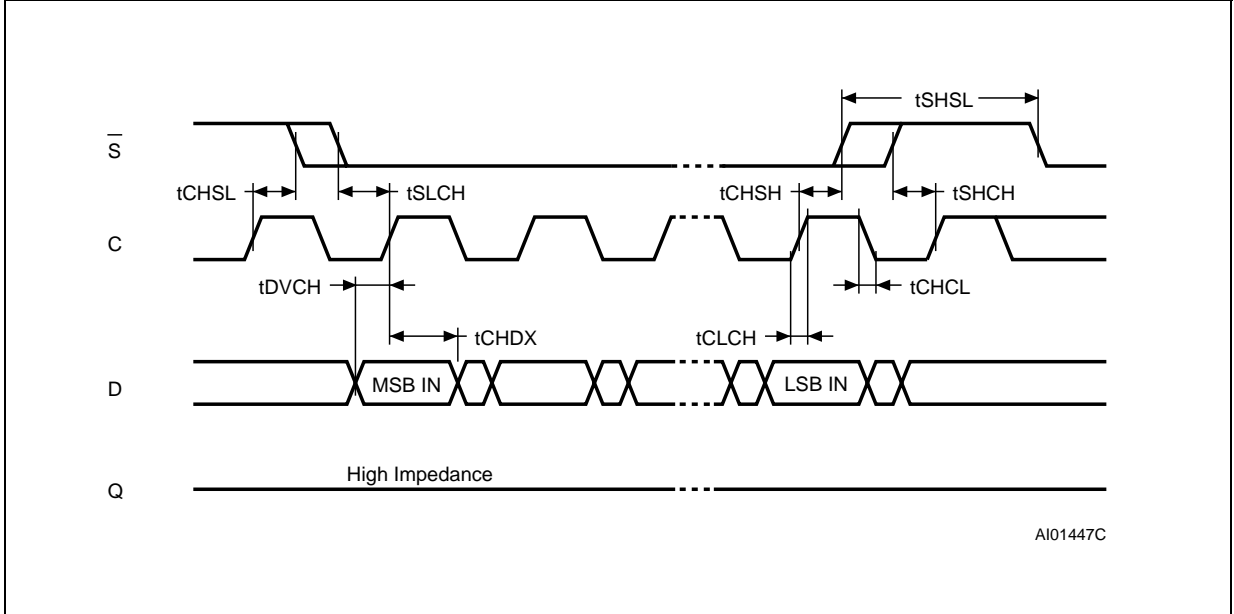 tSHSL
S̅
tCHSL
tSLCH
tCHSH
tSHCH
C
tDVCH
tCHCL
tCHDX
tCLCH
D
MSB IN
LSB IN
High Impedance
Q
AI01447C